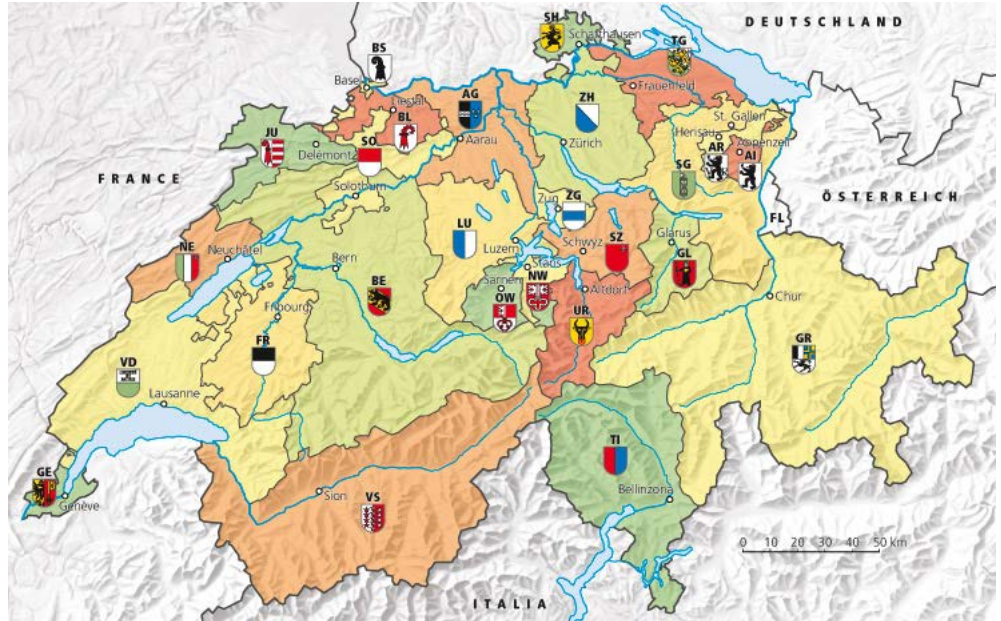 DEUTSCHLAND
SH
Schaffhausen
BS
TG
Basel
Frauenfeld
AG
ZH
Liestal
BL
St. Gallen
JU
Herisau
Appenzell
SO
Aarau
AR
AI
Delémont
Zürich
SG
FRANCE
Solothurn
ÖSTERREICH
ZG
Zug
FL
LU
NE
Neuchâtel
Luzern
Schwyz
SZ
Glarus
Bern
Stans
GL
BE
Sarnen
NW
Altdorf
OW
Chur
Fribourg
UR
FR
GR
VD
Lausanne
TI
GE
Genève
Sion
VS
Bellinzona
0 10 20 30 40 50 km
ITALIA